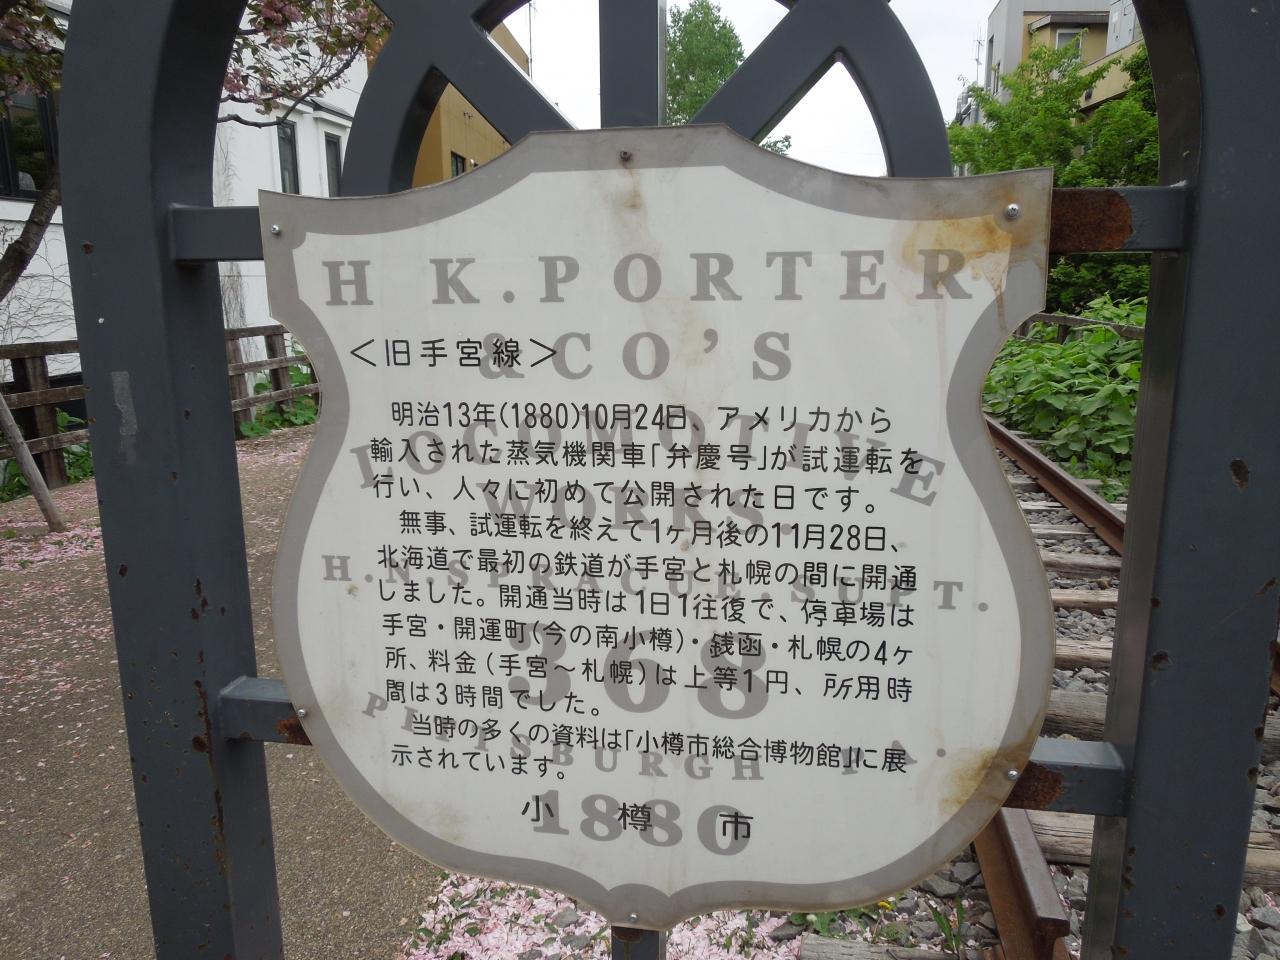 H K.PORTER
&CO'S
<旧手宮線>
LOCOMOTIVE
WORKS.
明治13年(1880)10月24日、アメリカから
輸入された蒸気機関車「弁慶号」が試運転を
行い、人々に初めて公開された日です。
無事、試運転を終えて1ヶ月後の11月28日、
北海道で最初の鉄道が手宮と札幌の間に開通
しました。開通当時は1日1往復で、停車場は
手宮・開運町(今の南小樽)・銭函・札幌の4ヶ
所、料金(手宮～札幌)は上等1円、所用時
間は3時間でした。
当時の多くの資料は「小樽市総合博物館」に展
示されています。
H.N.SPRACUE.SUPT.
368
PITTSBURGH PA.
1880
小樽市